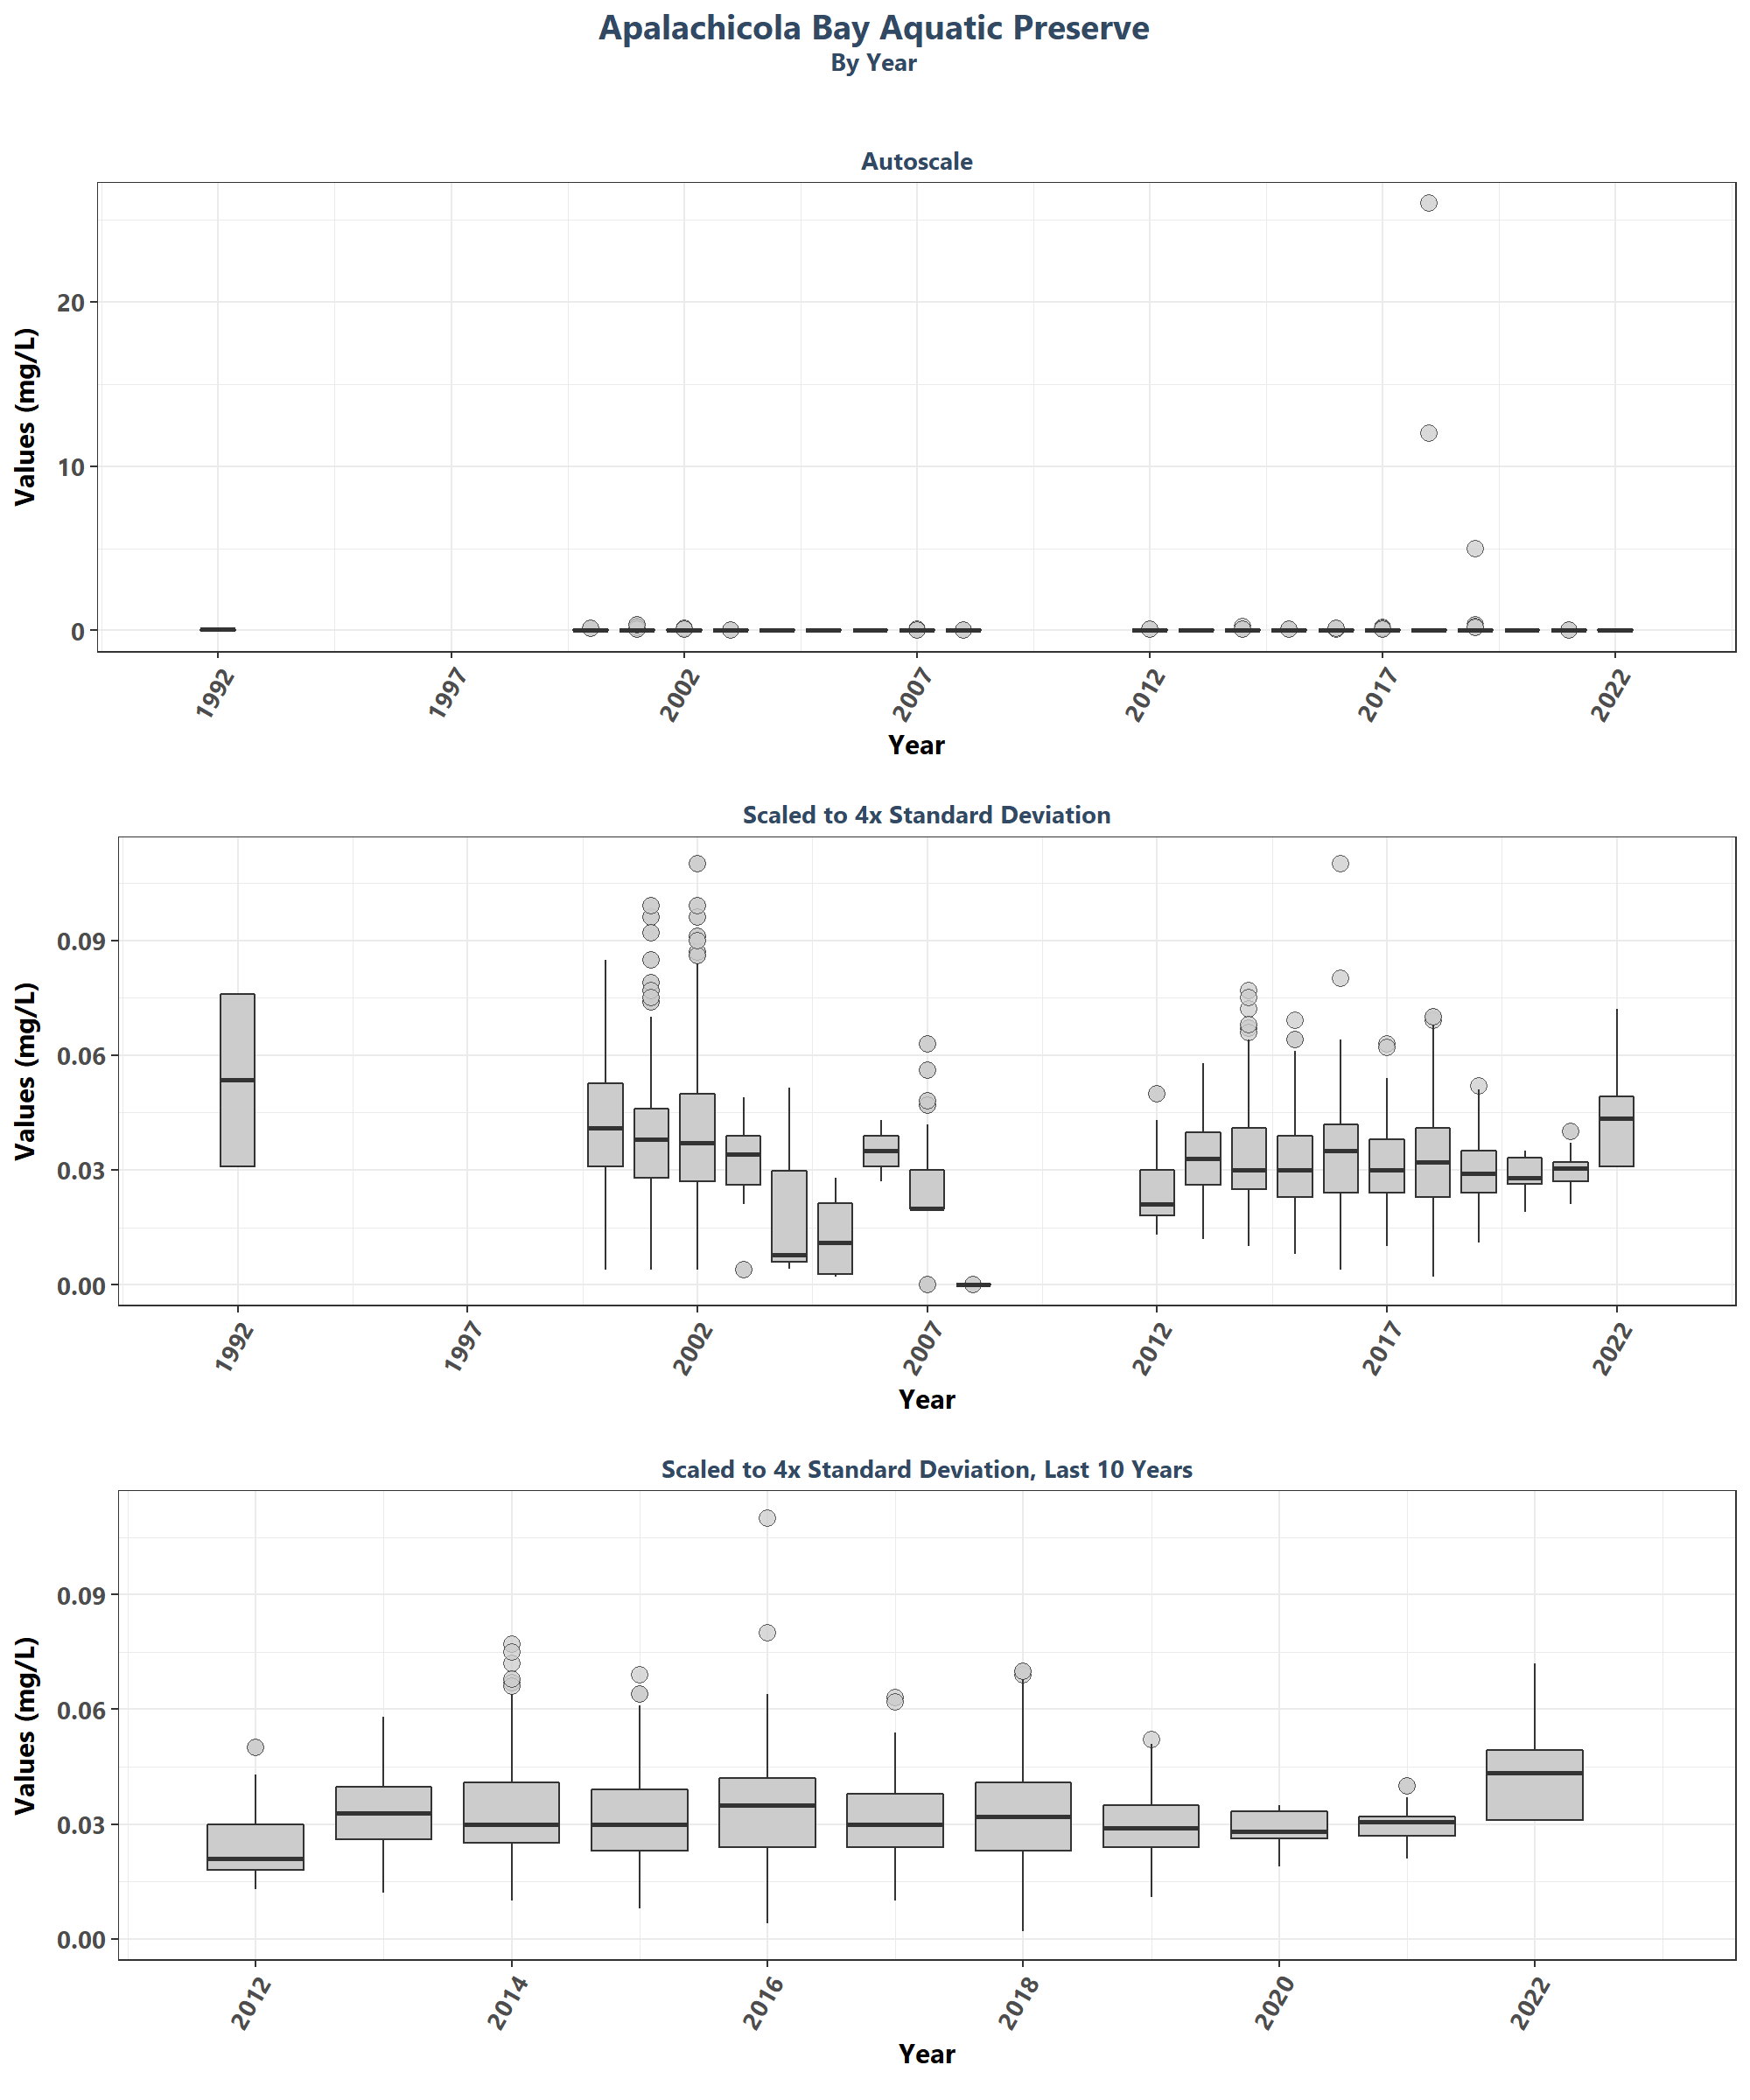 Apalachicola Bay Aquatic Preserve
By Year
Autoscale
Values (mg/L)
20
10
0
1992 1997 2002 2007 2012 2017 2022
Year
Scaled to 4x Standard Deviation
Values (mg/L)
0.09
0.06
0.03
0.00
1992 1997 2002 2007 2012 2017 2022
Year
Scaled to 4x Standard Deviation, Last 10 Years
Values (mg/L)
0.09
0.06
0.03
0.00
2012 2014 2016 2018 2020 2022
Year